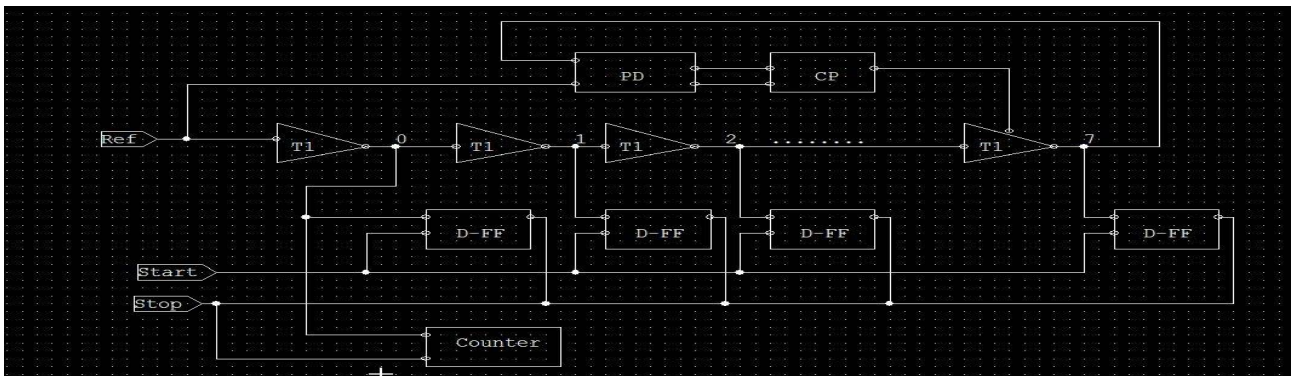 PD CP
Ref T1 0 T1 1 T1 2 ........ T1 7
D-FF D-FF D-FF D-FF
Start
Stop
Counter